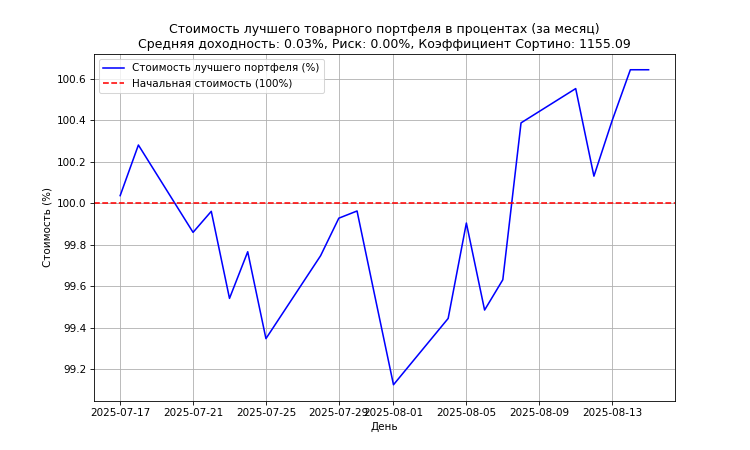 Стоимость лучшего товарного портфеля в процентах (за месяц)
Средняя доходность: 0.03%, Риск: 0.00%, Коэффициент Сортино: 1155.09
Стоимость лучшего портфеля (%)
Начальная стоимость (100%)
Стоимость (%)
100.6
100.4
100.2
100.0
99.8
99.6
99.4
99.2
2025-07-17 2025-07-21 2025-07-25 2025-07-29 2025-08-01 2025-08-05 2025-08-09 2025-08-13
День